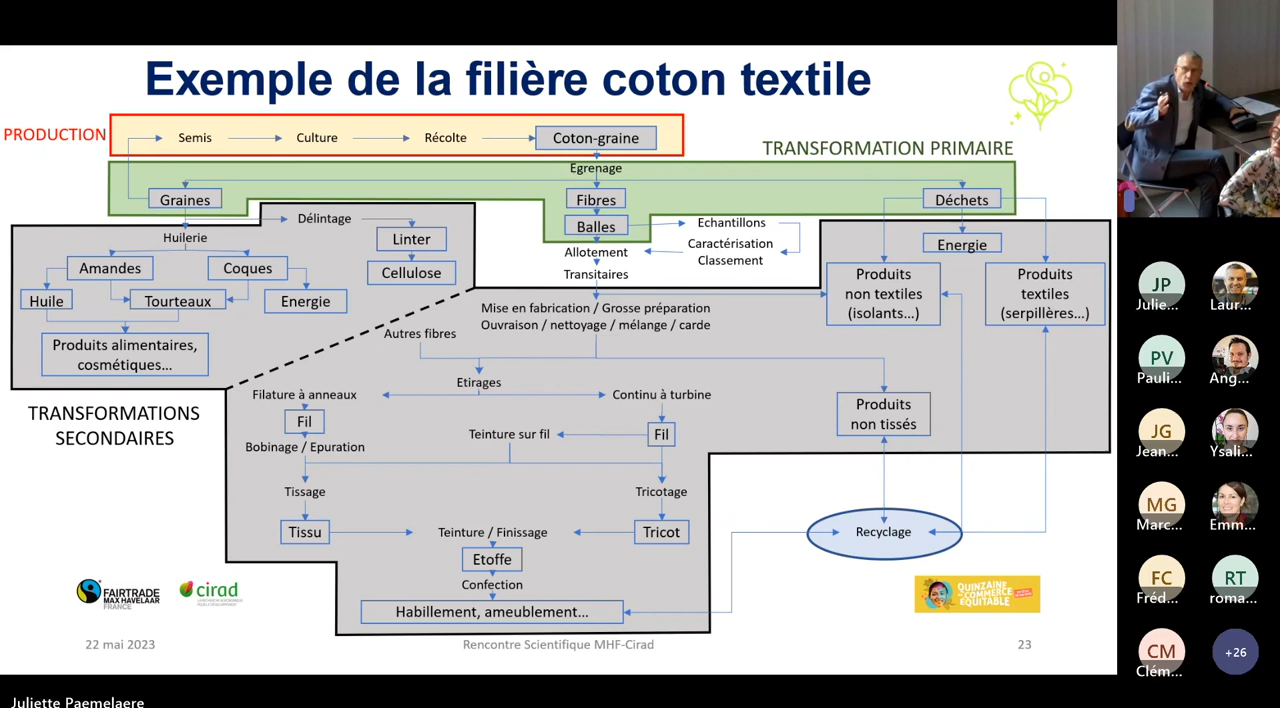 Exemple de la filière coton textile
PRODUCTION
Semis
Culture
Récolte
Coton-graine
TRANSFORMATION PRIMAIRE
Egrenage
Graines
Fibres
Déchets
Balles
Echantillons
Caractérisation
Classement
Allotement
Transitaires
Délintage
Huilerie
Linter
Cellulose
Amandes
Coques
Huile
Tourteaux
Energie
Produits alimentaires,
cosmétiques...
Energie
Produits
non textiles
(isolants...)
Produits
textiles
(serpillères...)
Mise en fabrication / Grosse préparation
Ouvraison / nettoyage / mélange / carde
Autres fibres
Etirages
Filature à anneaux
Continu à turbine
TRANSFORMATIONS
SECONDAIRES
Fil
Bobinage / Epuration
Teinture sur fil
Fil
Produits
non tissés
Tissage
Tricotage
Tissu
Teinture / Finissage
Tricot
Recyclage
Etoffe
Confection
Habillement, ameublement...
FAIRTRADE
MAX HAVELAAR
FRANCE
cirad
QUINZAINE
DU COMMERCE
EQUITABLE
22 mai 2023
Rencontre Scientifique MHF-Cirad
23
JP
Julie...
Laur...
PV
Pauli...
Ang...
JG
Jean...
Ysali...
MG
Marc...
Emm...
FC
Fréd...
RT
roma...
CM
Clém...
+26
Juliette Paemelaere